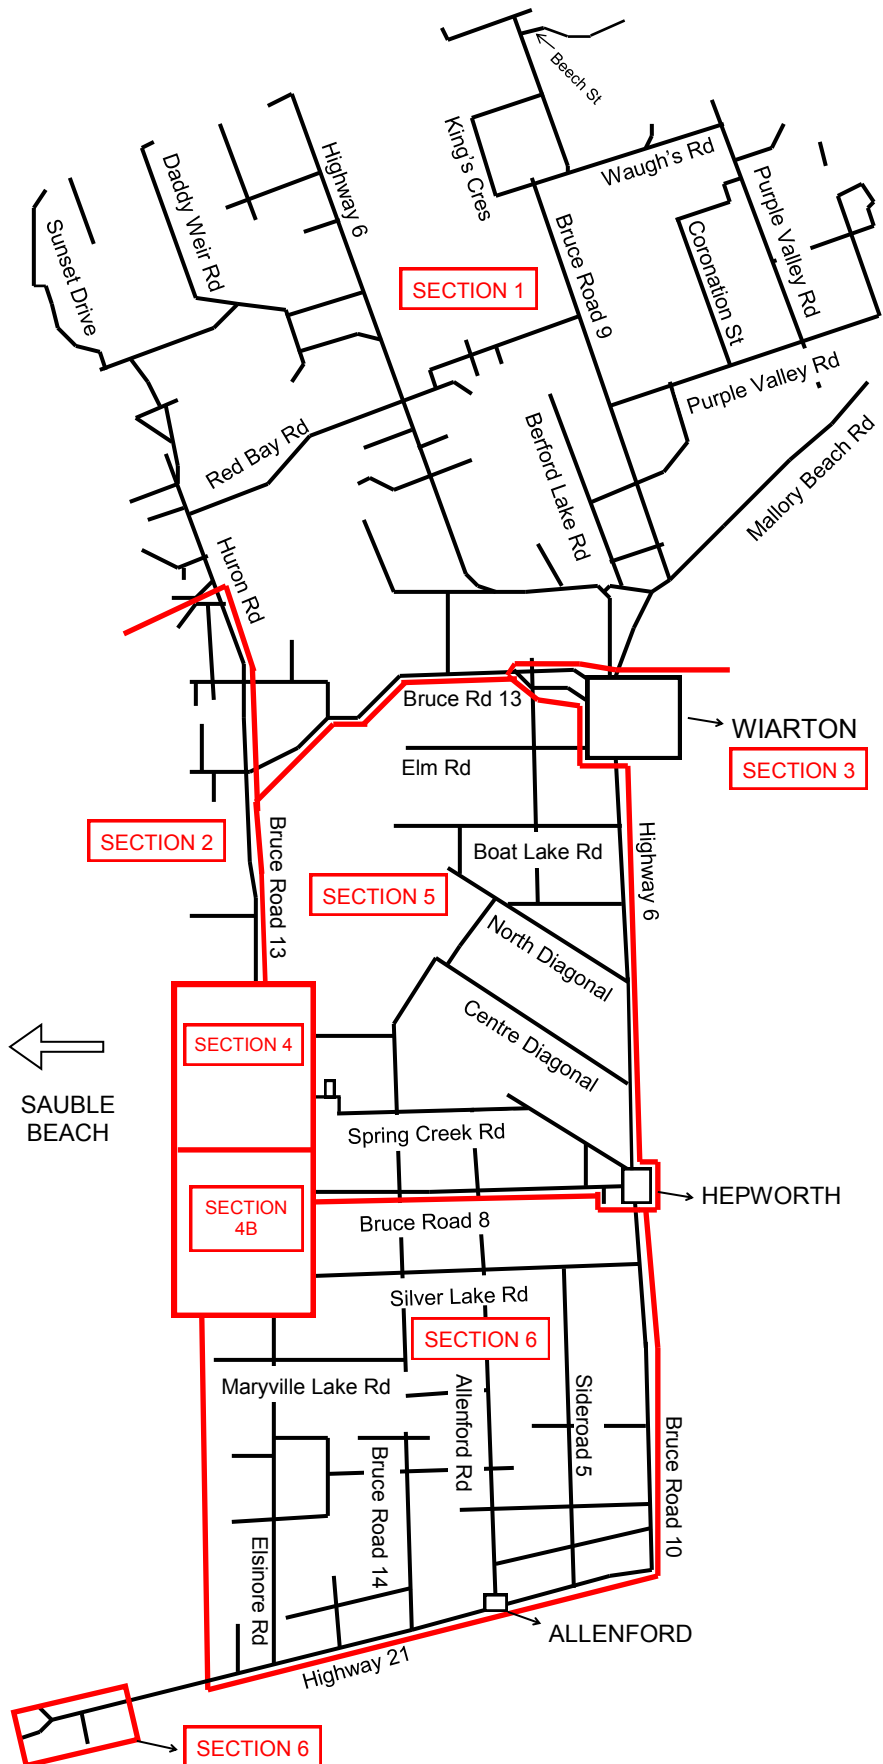 Beech St
King's Cres
Waugh's Rd
Highway 6
Daddy Weir Rd
Sunset Drive
Bruce Road 9
Coronation St
Purple Valley Rd
SECTION 1
Purple Valley Rd
Red Bay Rd
Berford Lake Rd
Mallory Beach Rd
Huron Rd
Bruce Rd 13
WIARTON
Elm Rd
SECTION 3
SECTION 2
Bruce Road 13
Boat Lake Rd
Highway 6
SECTION 5
North Diagonal
Centre Diagonal
SECTION 4
SAUBLE
BEACH
Spring Creek Rd
HEPWORTH
SECTION
4B
Bruce Road 8
Silver Lake Rd
SECTION 6
Maryville Lake Rd
Allenford Rd
Sideroad 5
Bruce Road 14
Bruce Road 10
Elsinore Rd
ALLENFORD
Highway 21
SECTION 6